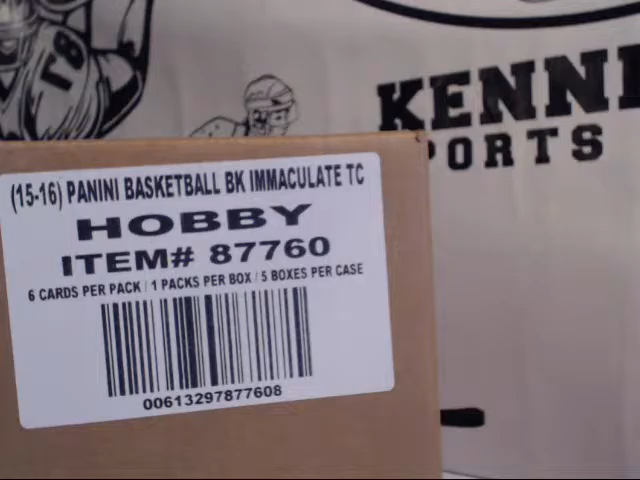 KENNE
PORTS
(15-16) PANINI BASKETBALL BK IMMACULATE TC
HOBBY
ITEM# 87760
6 CARDS PER PACK / 1 PACKS PER BOX / 5 BOXES PER CASE
00613297877608